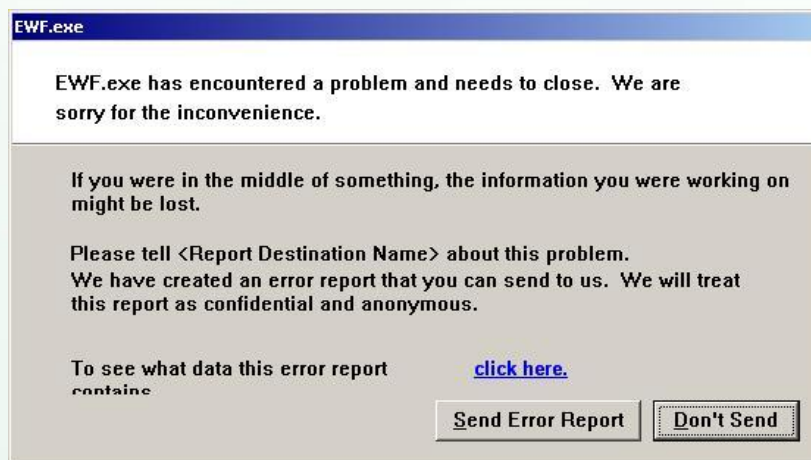 EWF.exe
EWF.exe has encountered a problem and needs to close.  We are
sorry for the inconvenience.
If you were in the middle of something, the information you were working on
might be lost.
Please tell <Report Destination Name> about this problem.
We have created an error report that you can send to us.  We will treat
this report as confidential and anonymous.
To see what data this error report click here.
contains
Send Error Report Don't Send